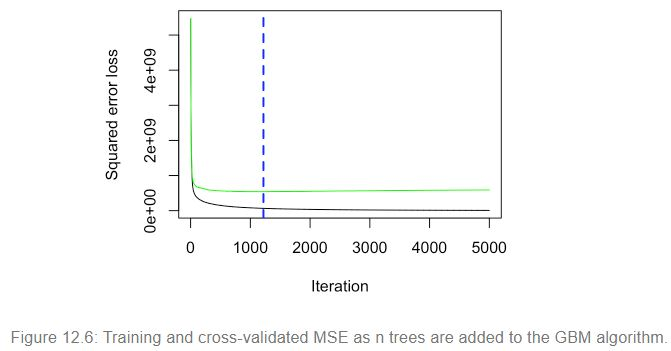 Squared error loss
4e+09
2e+09
0e+00
0 1000 2000 3000 4000 5000
Iteration
Figure 12.6: Training and cross-validated MSE as n trees are added to the GBM algorithm.